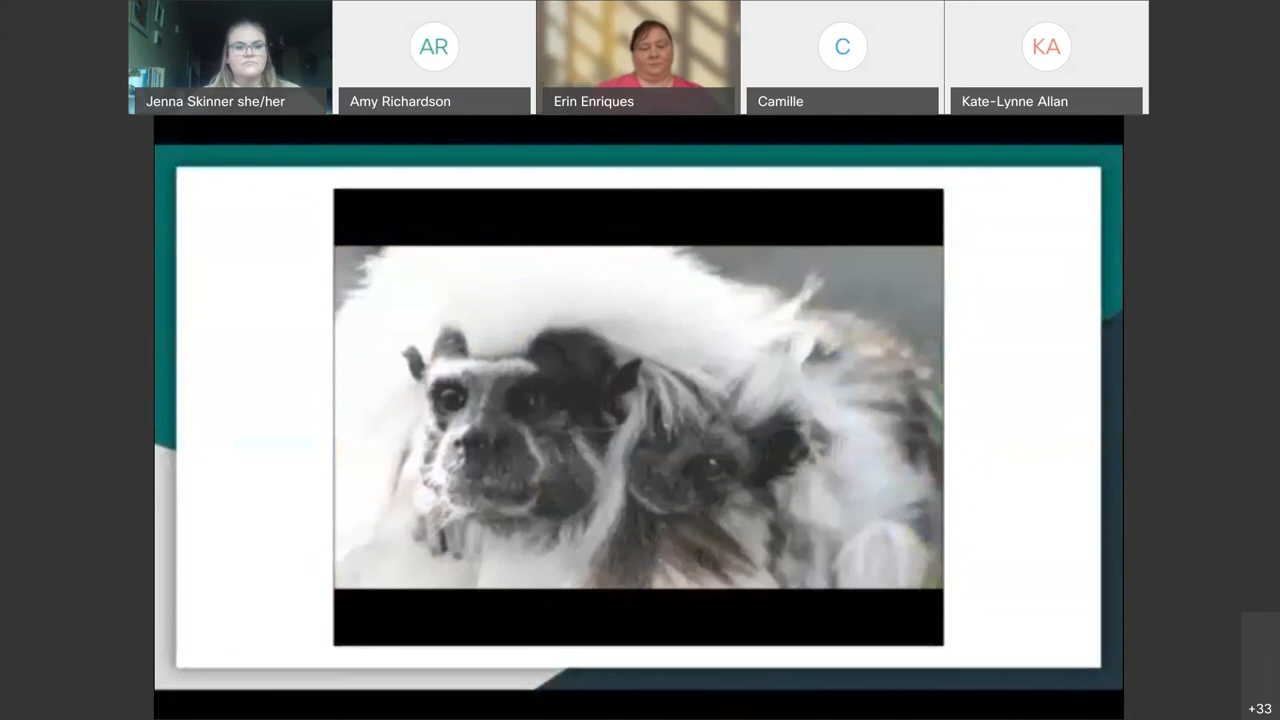 AR
C
KA
Jenna Skinner she/her
Amy Richardson
Erin Enriques
Camille
Kate-Lynne Allan
+33